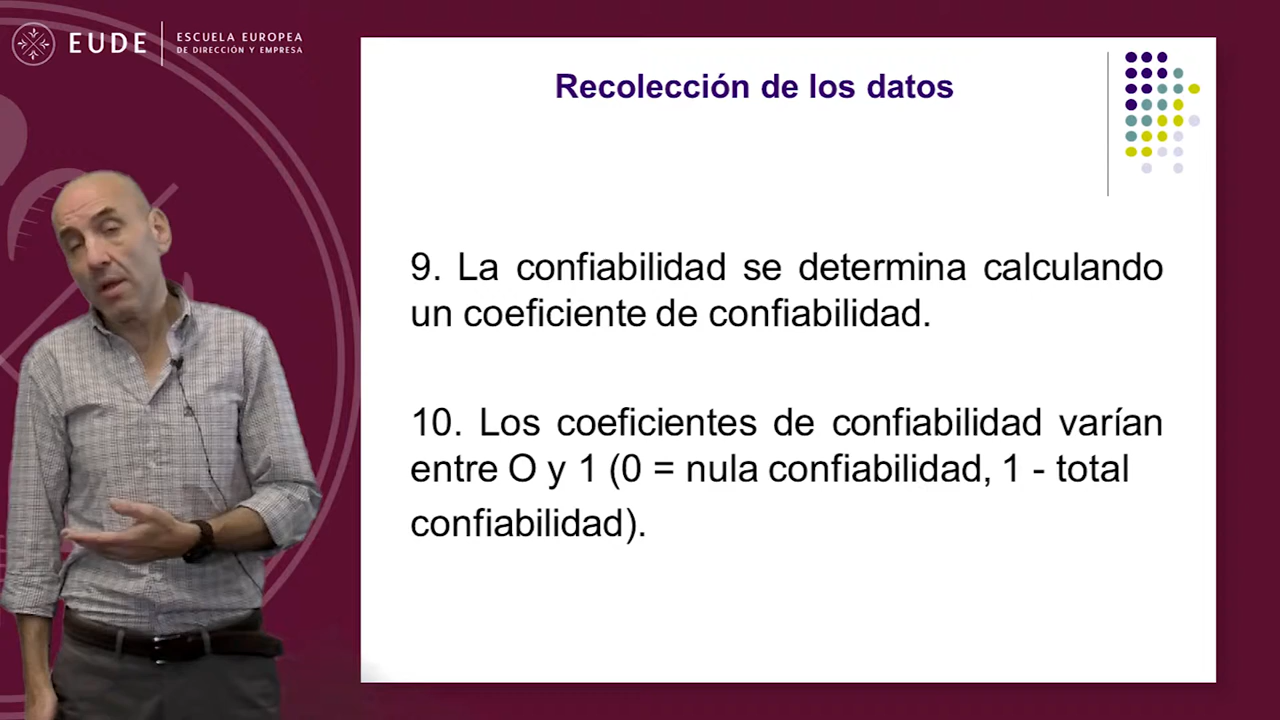 EUDE
ESCUELA EUROPEA
DE DIRECCIÓN Y EMPRESA
Recolección de los datos
9. La confiabilidad se determina calculando
un coeficiente de confiabilidad.
10. Los coeficientes de confiabilidad varían
entre O y 1 (0 = nula confiabilidad, 1 - total
confiabilidad).